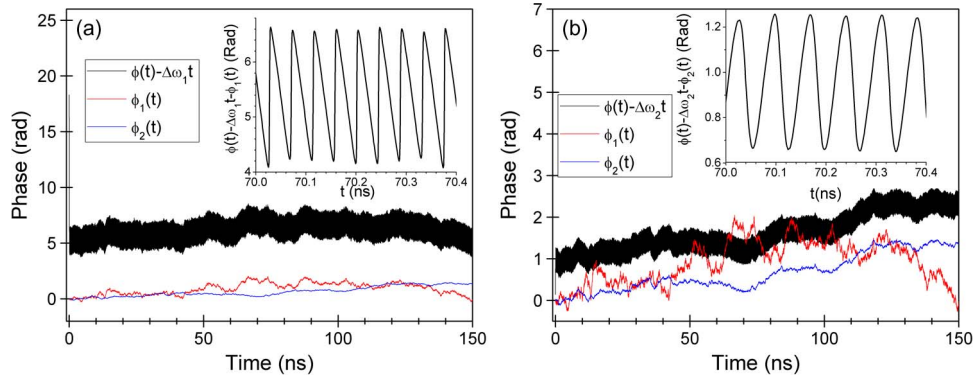 (a)
ϕ(t)-Δω₁t
ϕ₁(t)
ϕ₂(t)
Phase (rad)
25
20
15
10
5
0
0 50 100 150
Time (ns)
ϕ(t)-Δω₁t-ϕ₁(t) (Rad)
6
5
4
70.0 70.1 70.2 70.3 70.4
t (ns)
(b)
ϕ(t)-Δω₂t
ϕ₁(t)
ϕ₂(t)
Phase (rad)
7
6
5
4
3
2
1
0
0 50 100 150
Time (ns)
ϕ(t)-Δω₂t-ϕ₂(t) (Rad)
1.2
1.0
0.8
0.6
70.0 70.1 70.2 70.3 70.4
t(ns)